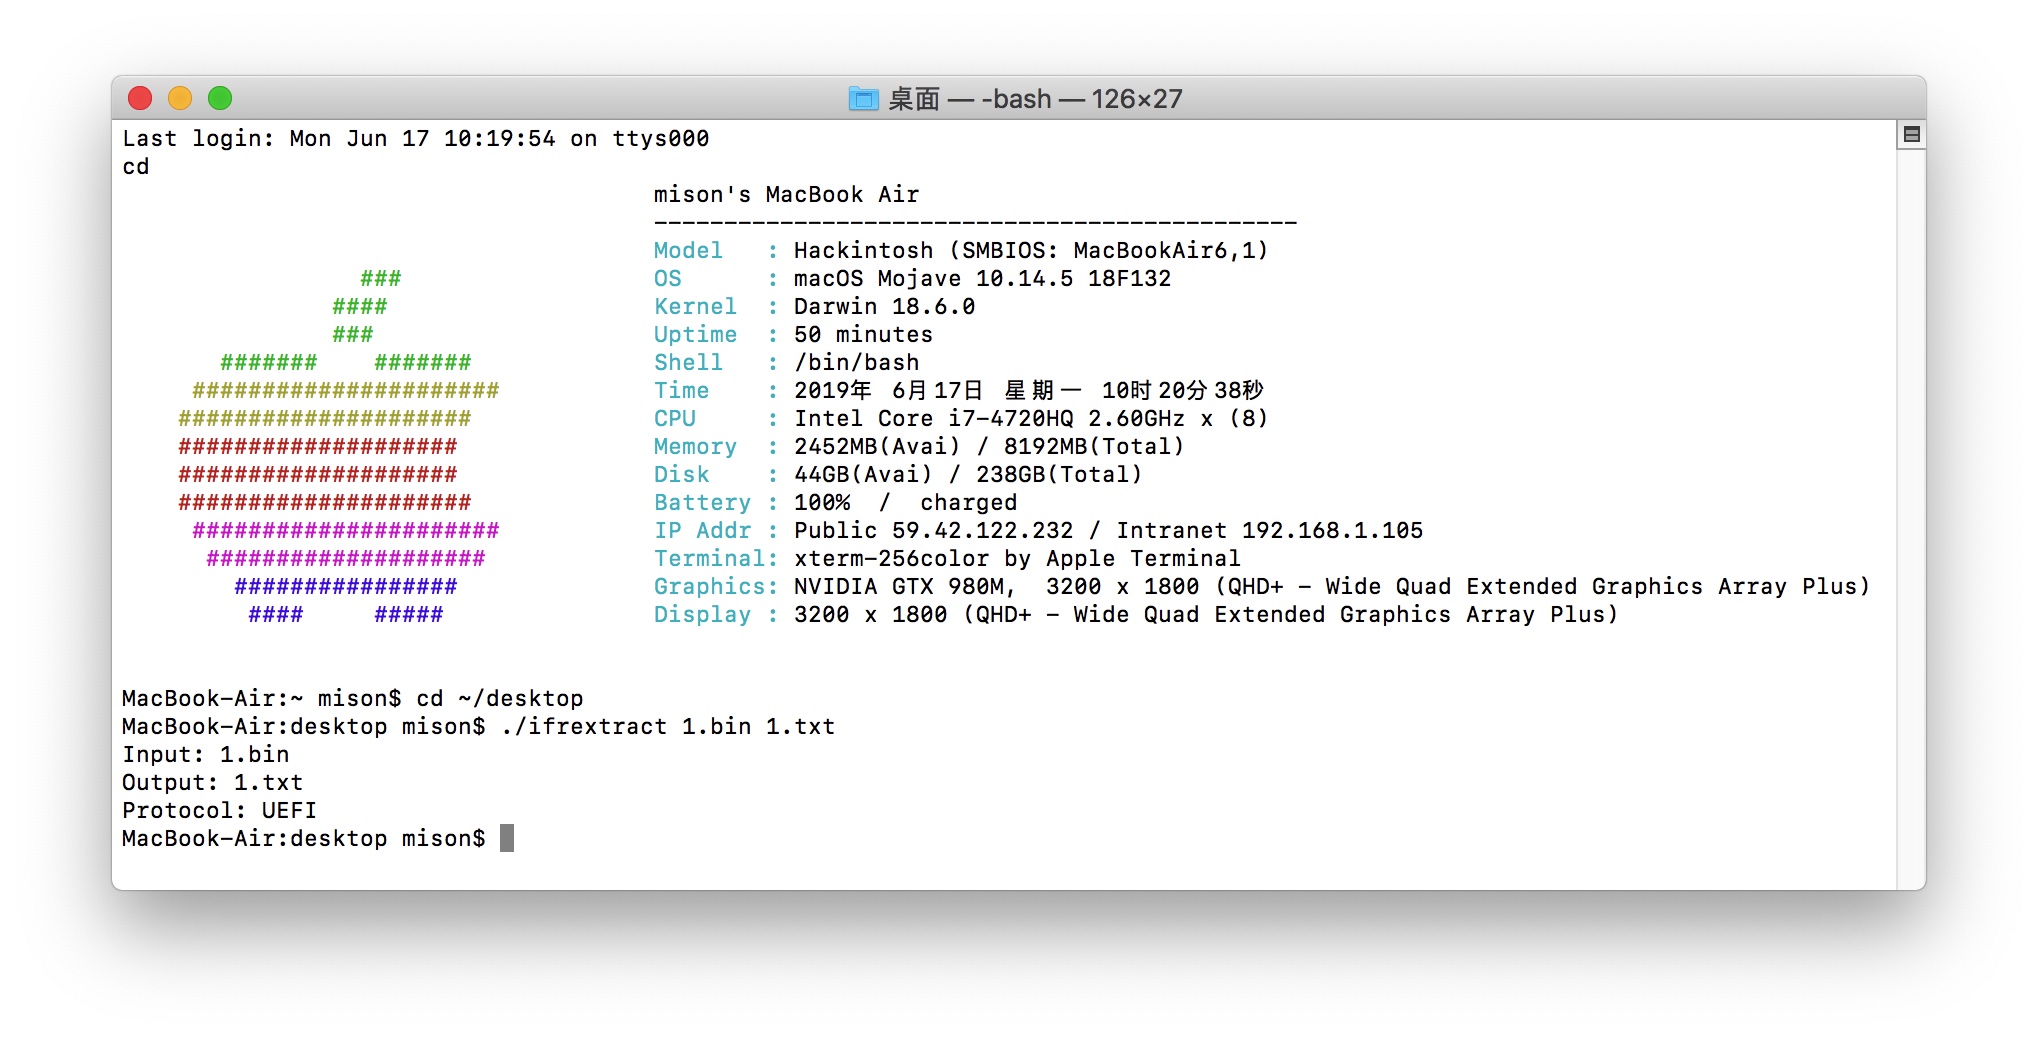 桌面 — -bash — 126×27
Last login: Mon Jun 17 10:19:54 on ttys000
cd
mison's MacBook Air
----------------------------------------------
Model : Hackintosh (SMBIOS: MacBookAir6,1)
### OS : macOS Mojave 10.14.5 18F132
#### Kernel : Darwin 18.6.0
### Uptime : 50 minutes
####### ####### Shell : /bin/bash
###################### Time : 2019年 6月17日 星期一 10时20分38秒
##################### CPU : Intel Core i7-4720HQ 2.60GHz x (8)
#################### Memory : 2452MB(Avai) / 8192MB(Total)
#################### Disk : 44GB(Avai) / 238GB(Total)
##################### Battery : 100% / charged
###################### IP Addr : Public 59.42.122.232 / Intranet 192.168.1.105
#################### Terminal: xterm-256color by Apple Terminal
################ Graphics: NVIDIA GTX 980M, 3200 x 1800 (QHD+ - Wide Quad Extended Graphics Array Plus)
#### ##### Display : 3200 x 1800 (QHD+ - Wide Quad Extended Graphics Array Plus)
MacBook-Air:~ mison$ cd ~/desktop
MacBook-Air:desktop mison$ ./ifrextract 1.bin 1.txt
Input: 1.bin
Output: 1.txt
Protocol: UEFI
MacBook-Air:desktop mison$